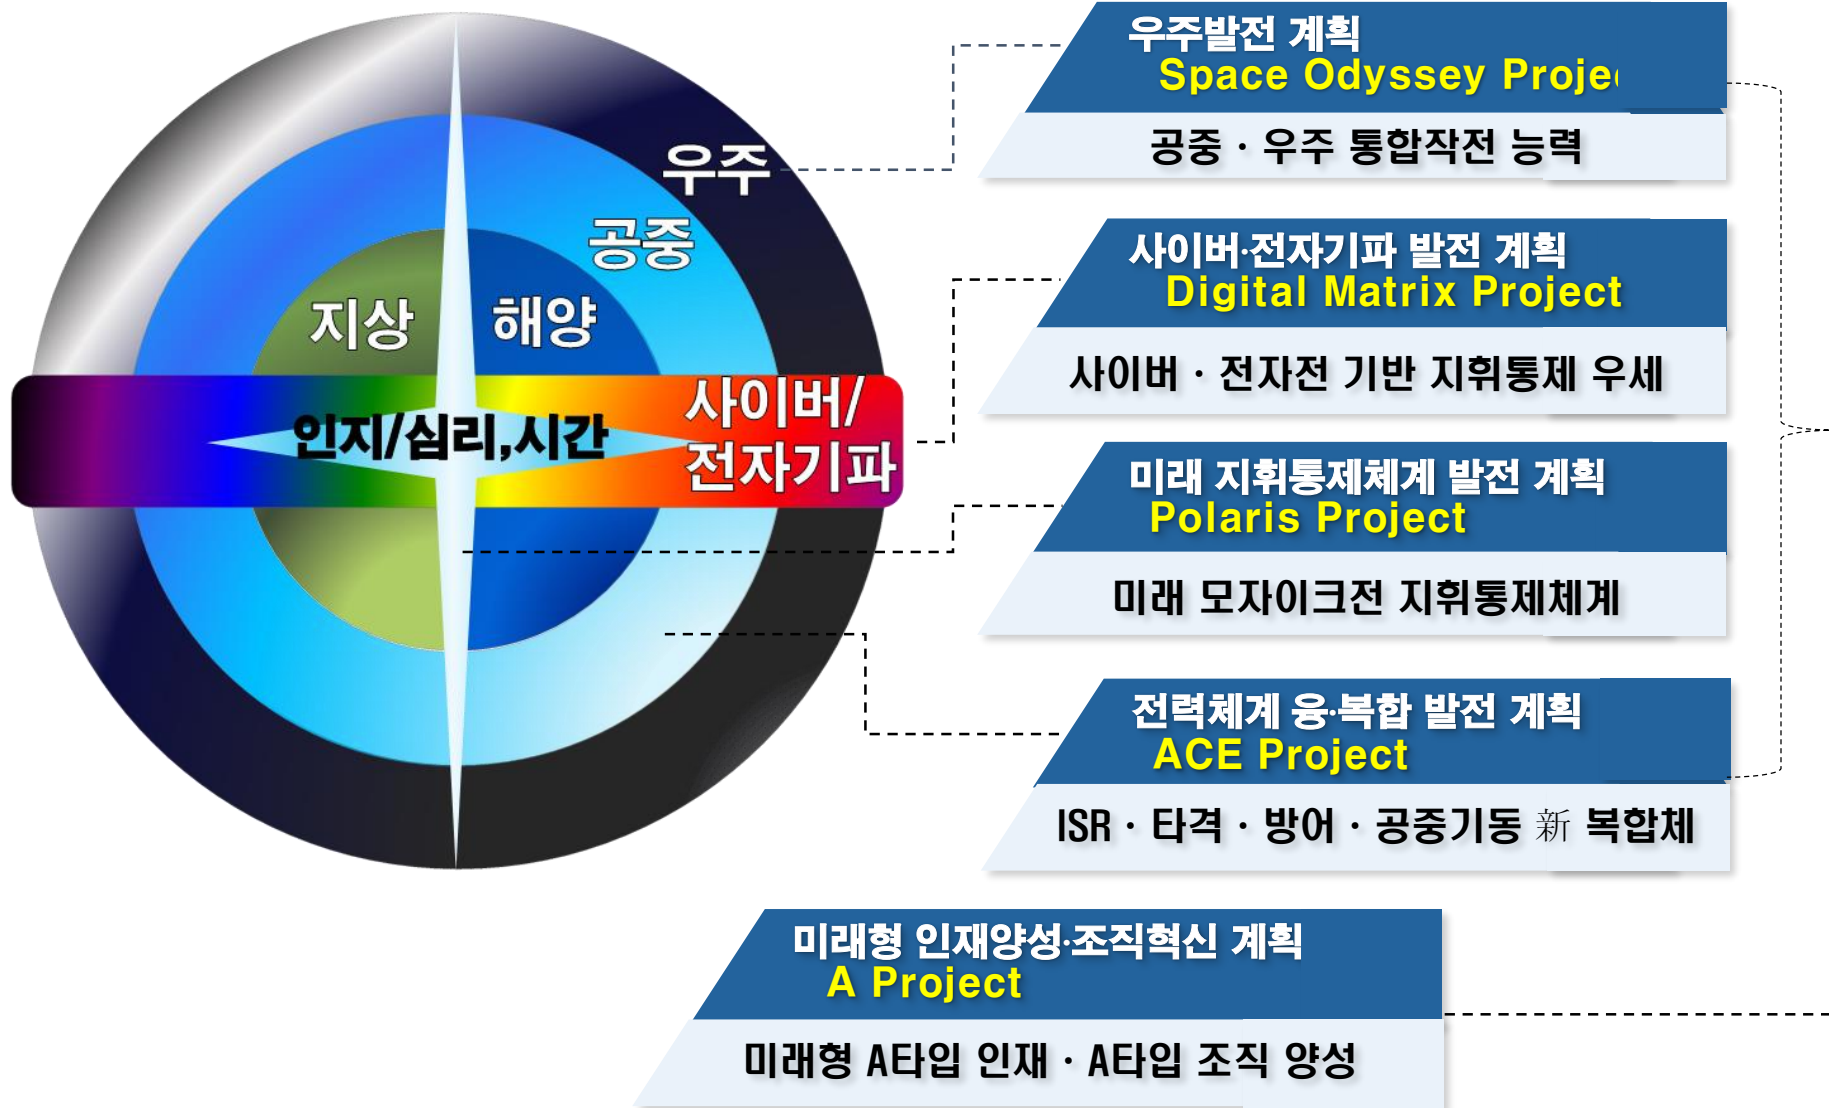 우주
공중
지상
해양
사이버/
전자기파
인지/심리,시간
우주발전 계획
Space Odyssey Projec
공중 · 우주 통합작전 능력
사이버·전자기파 발전 계획
Digital Matrix Project
사이버 · 전자전 기반 지휘통제 우세
미래 지휘통제체계 발전 계획
Polaris Project
미래 모자이크전 지휘통제체계
전력체계 융·복합 발전 계획
ACE Project
ISR · 타격 · 방어 · 공중기동 新 복합체
미래형 인재양성·조직혁신 계획
A Project
미래형 A타입 인재 · A타입 조직 양성